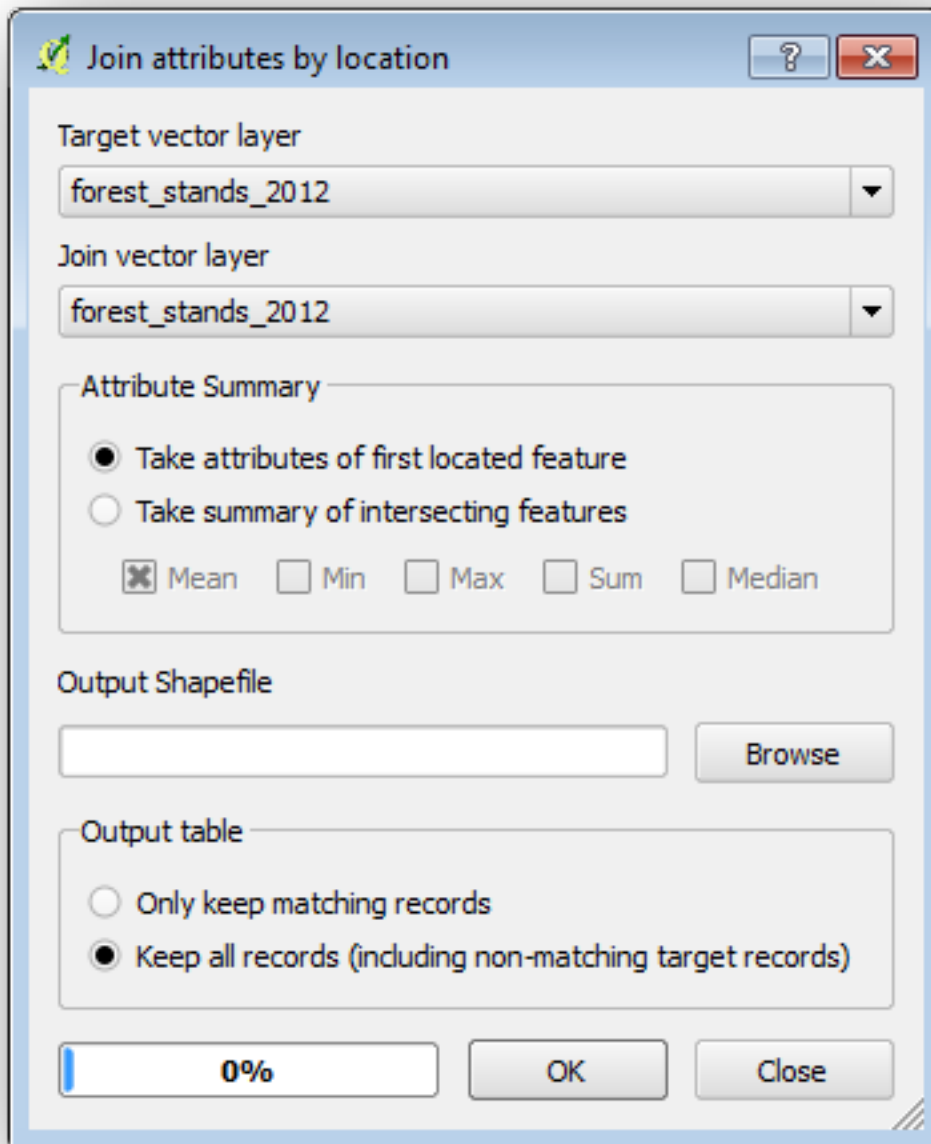 Join attributes by location
Target vector layer
forest_stands_2012
Join vector layer
forest_stands_2012
Attribute Summary
Take attributes of first located feature
Take summary of intersecting features
Mean Min Max Sum Median
Output Shapefile
Browse
Output table
Only keep matching records
Keep all records (including non-matching target records)
0% OK Close